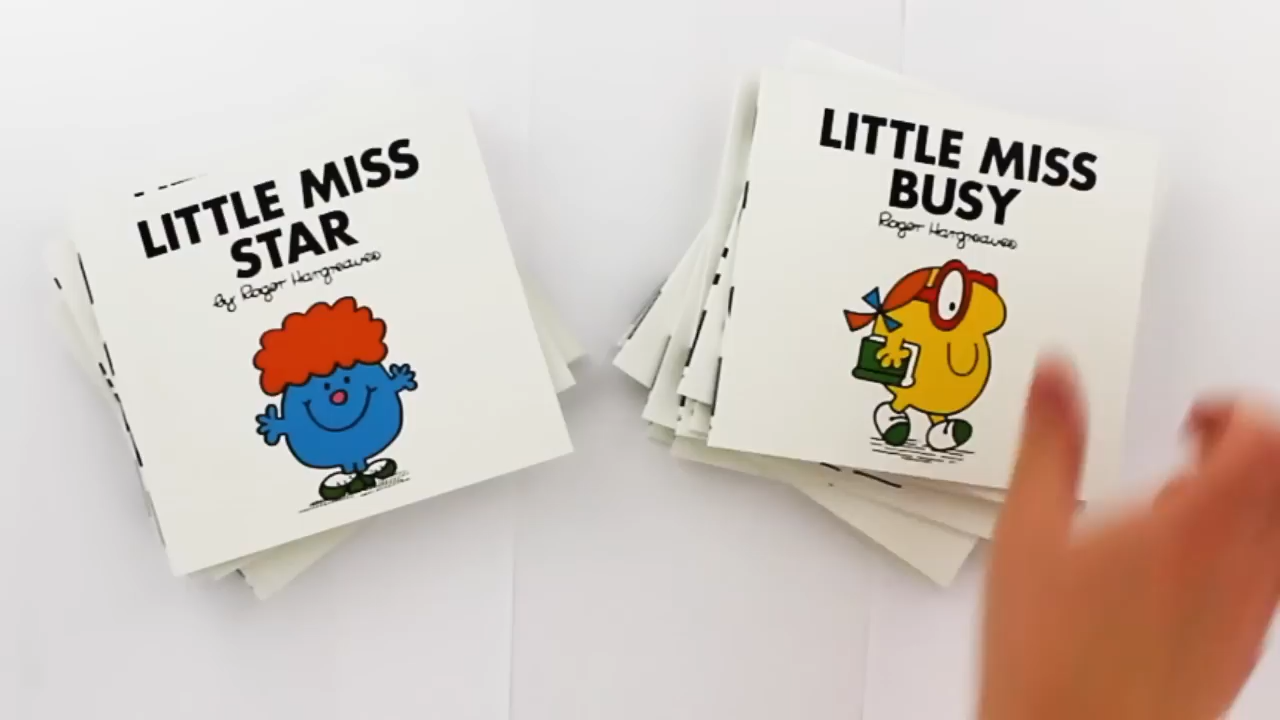 LITTLE MISS
STAR
by Roger Hargreaves
LITTLE MISS
BUSY
Roger Hargreaves